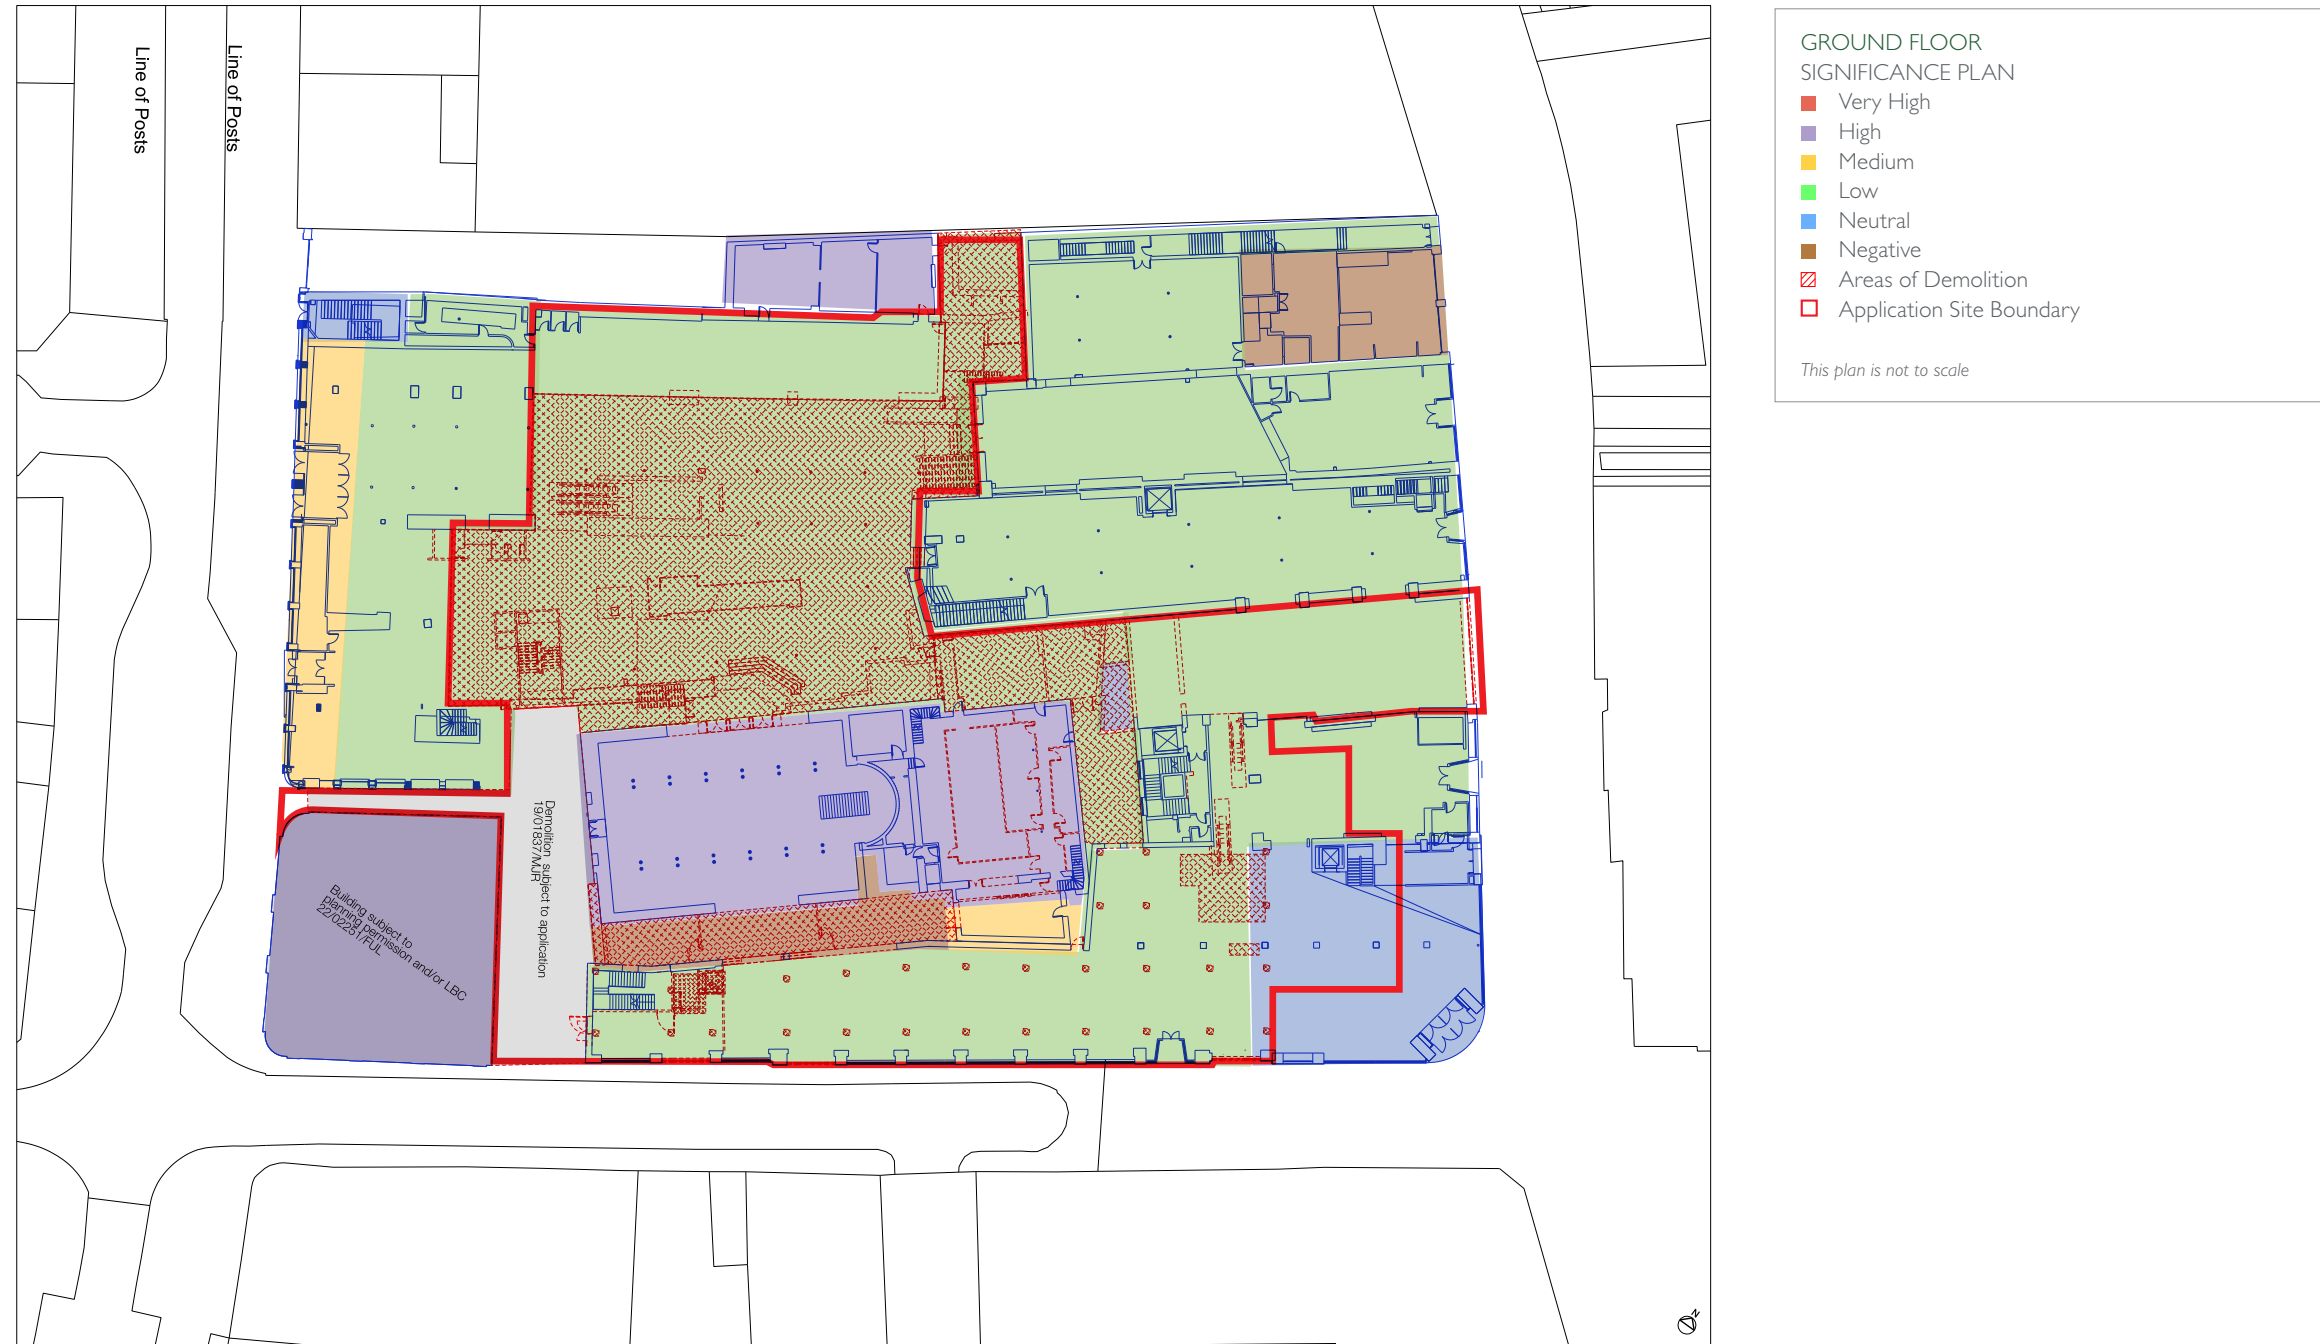 Line of Posts
Line of Posts
GROUND FLOOR
SIGNIFICANCE PLAN
Very High
High
Medium
Low
Neutral
Negative
Areas of Demolition
Application Site Boundary
This plan is not to scale
Demolition subject to application
19/01837/MJR
Building subject to
planning permission and/or LBC
22/02251/FUL
N